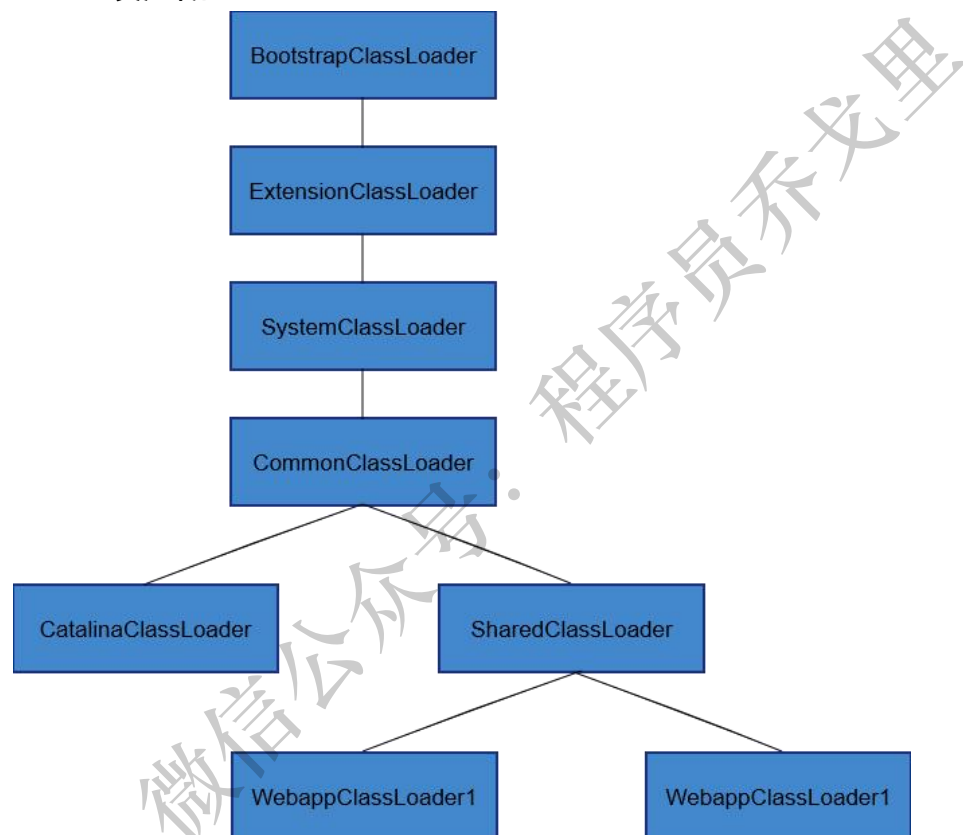 BootstrapClassLoader
ExtensionClassLoader
SystemClassLoader
CommonClassLoader
CatalinaClassLoader
SharedClassLoader
WebappClassLoader1
WebappClassLoader1
微信公众号：程序员乔戈里